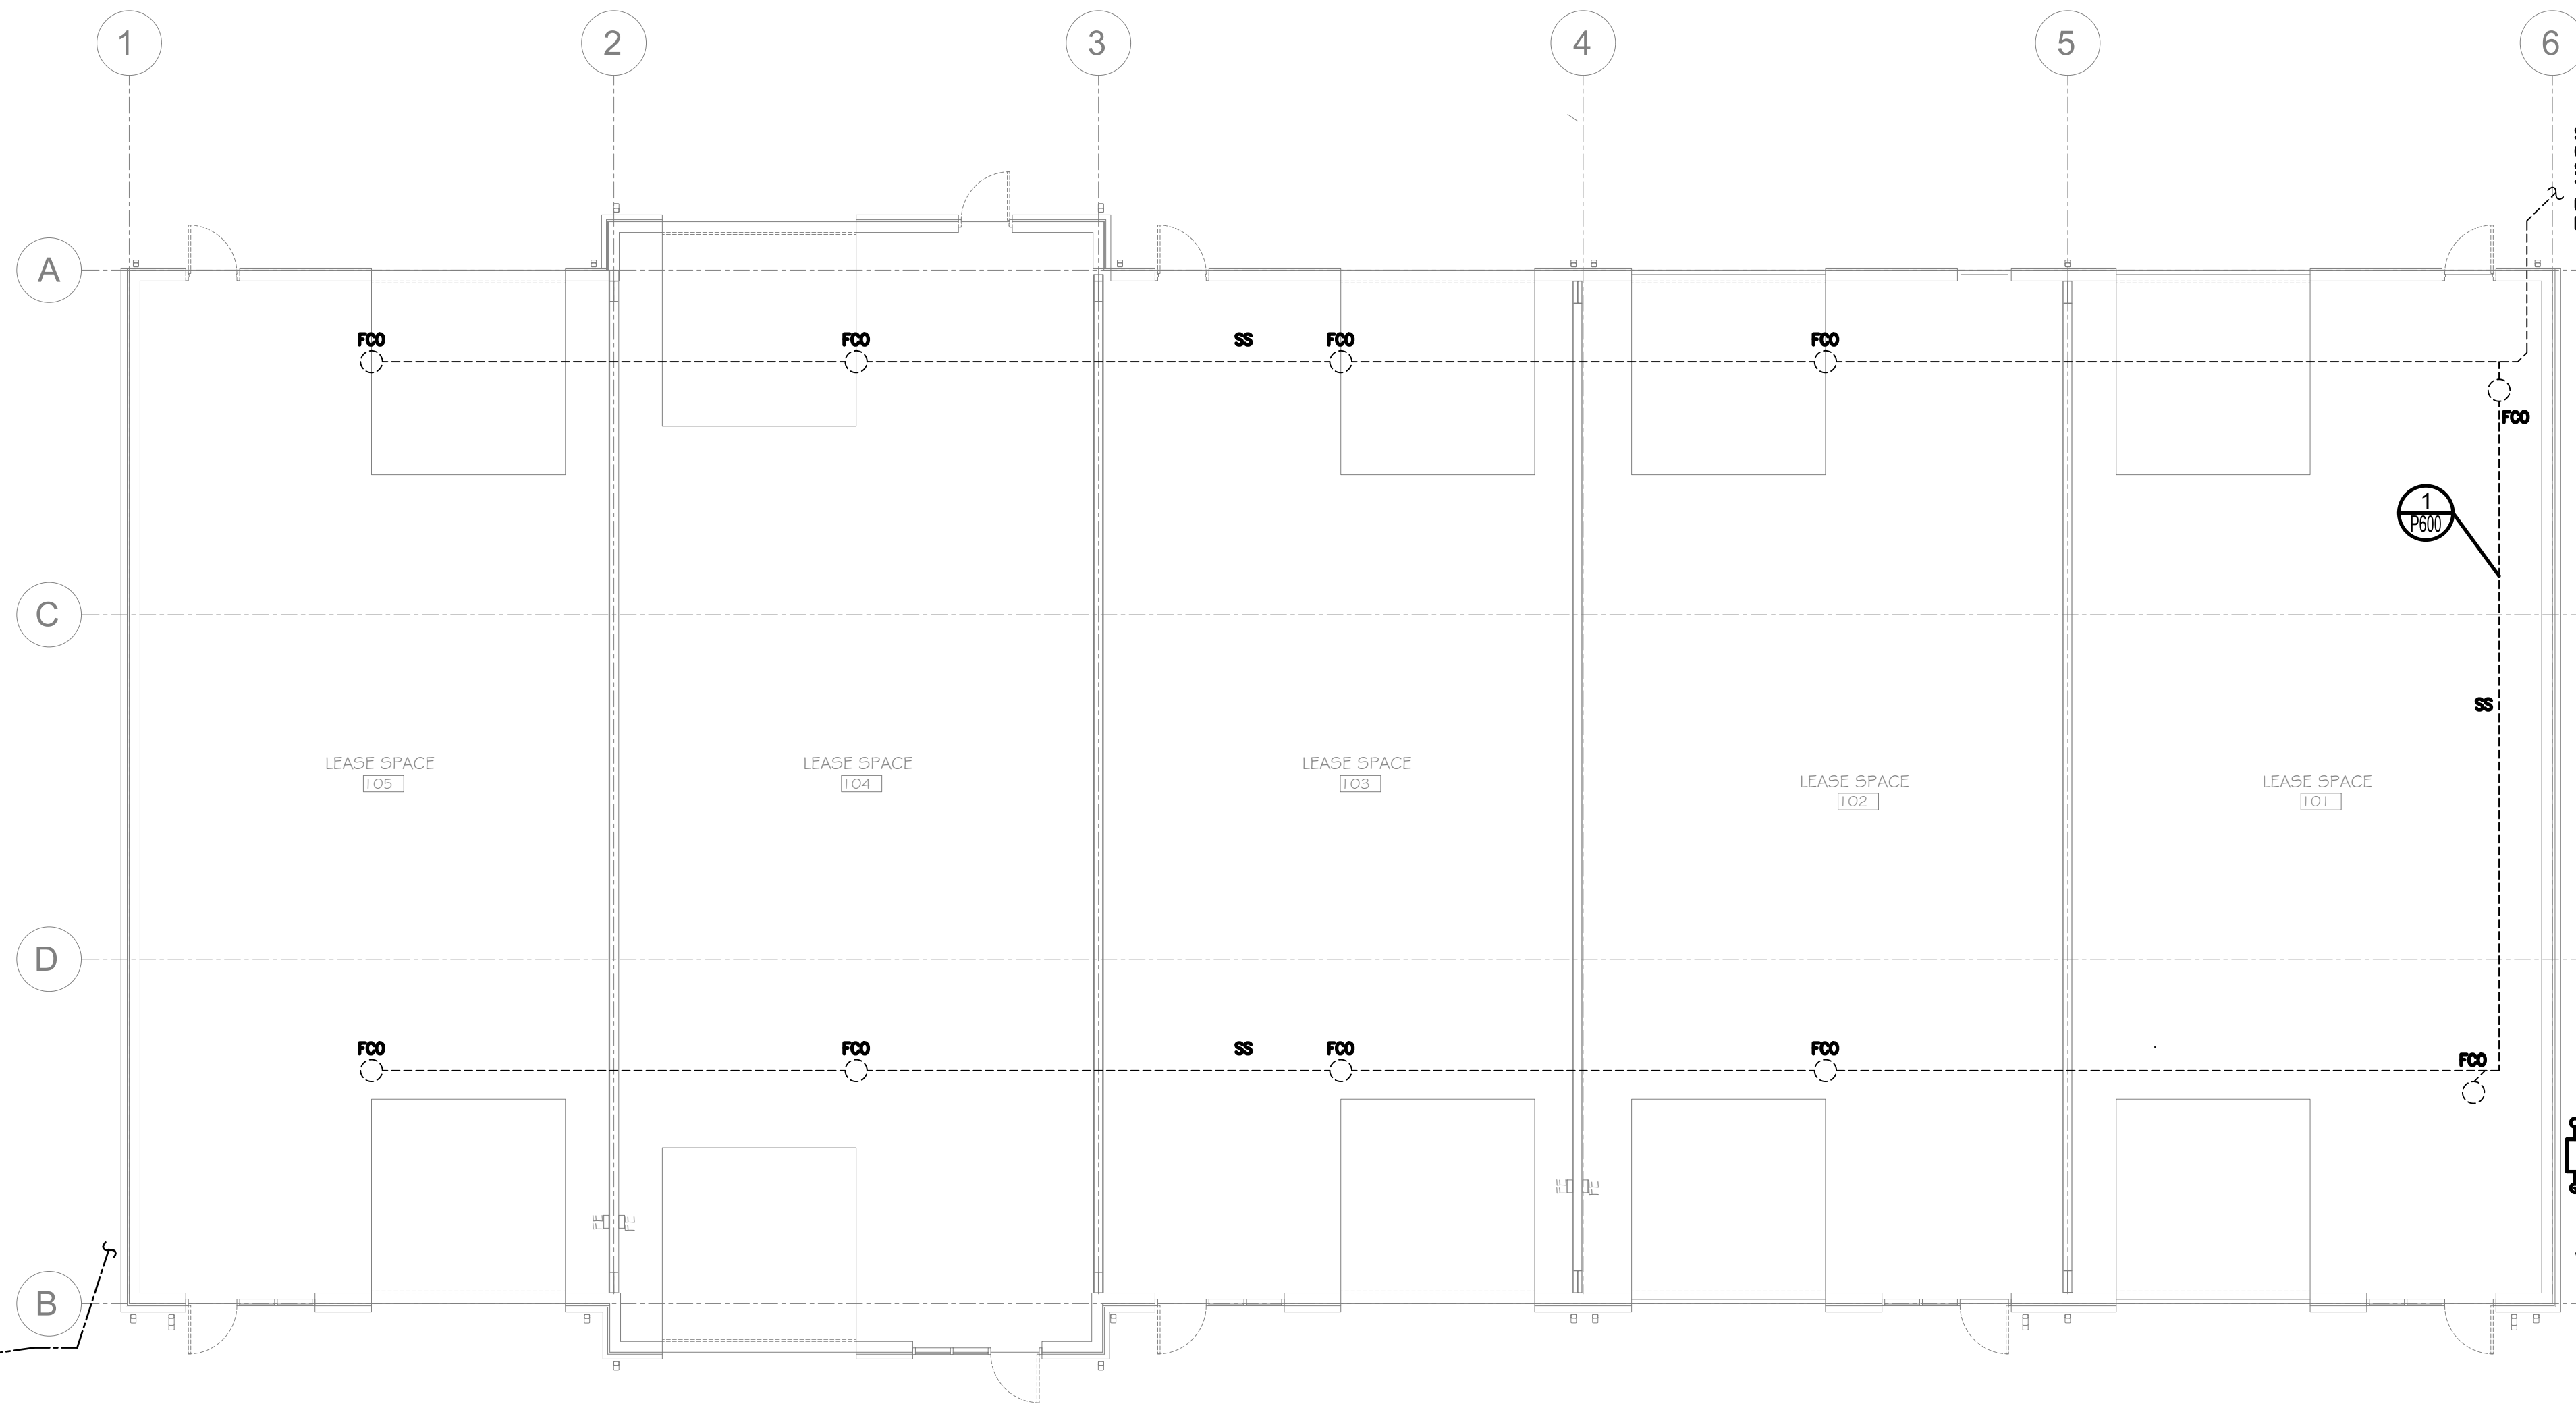 1 2 3 4 5 6
A
FCO FCO SS FCO FCO
FCO
1
P600
C
SS
LEASE SPACE LEASE SPACE LEASE SPACE
105 104 103
LEASE SPACE LEASE SPACE
102 101
D
FCO FCO SS FCO FCO FCO
B